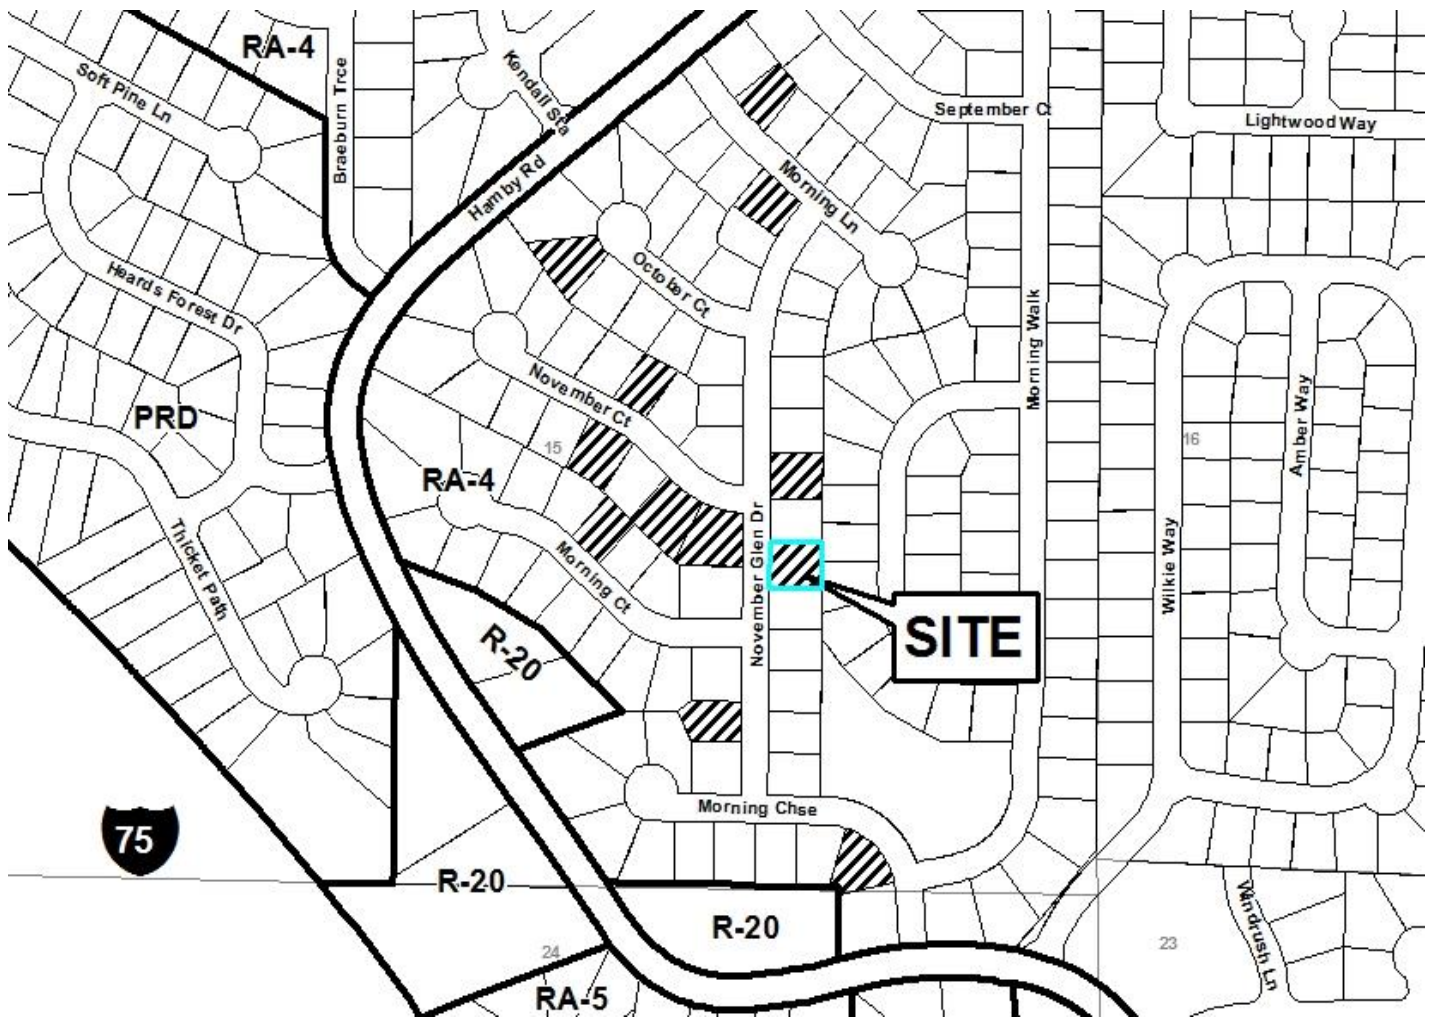 RA-4
Soft Pine Ln
Braeburn Trce
Kendall Sta
September Ct
Lightwood Way
Hamby Rd
Morning Ln
October Ct
Heards Forest Dr
Morning Walk
November Ct
PRD
15
RA-4
16
Amber Way
Thicket Path
Morning Ct
November Glen Dr
Wilkie Way
SITE
R-20
Morning Chse
75
R-20
R-20
24
23
Windrush Ln
RA-5